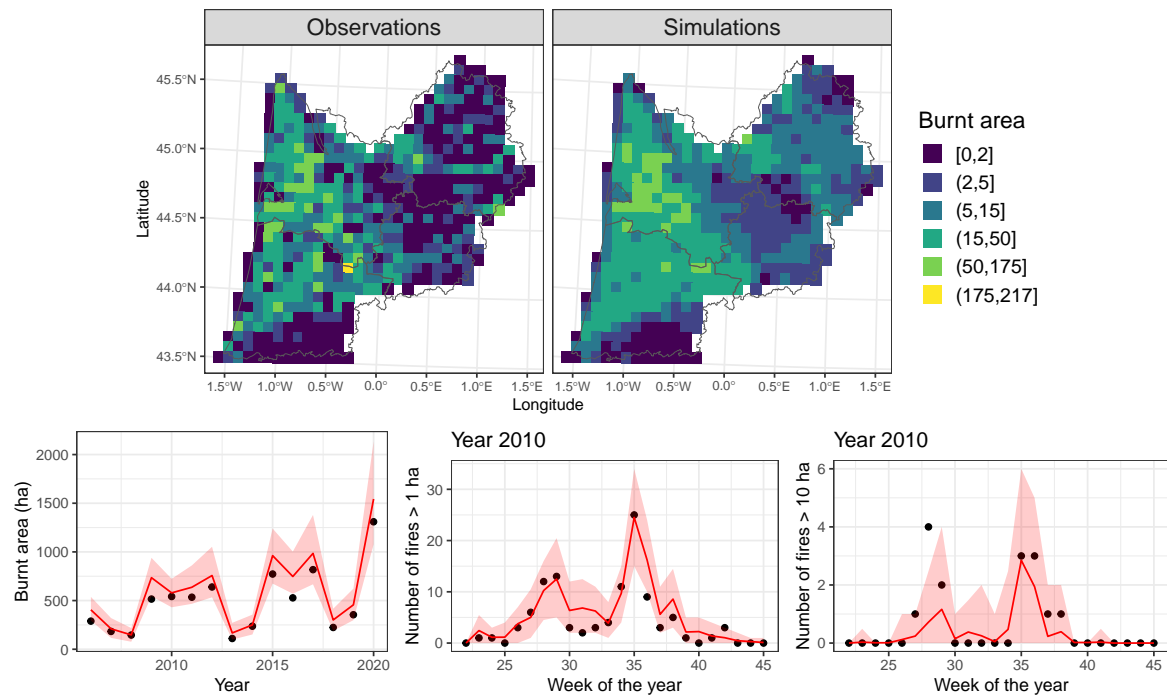 Observations
Simulations
45.5°N
45.0°N
44.5°N
44.0°N
43.5°N
Latitude
1.5°W 1.0°W 0.5°W 0.0° 0.5°E 1.0°E 1.5°E
1.5°W 1.0°W 0.5°W 0.0° 0.5°E 1.0°E 1.5°E
Longitude
Burnt area
[0,2]
(2,5]
(5,15]
(15,50]
(50,175]
(175,217]
Burnt area (ha)
2000
1500
1000
500
0
2010 2015 2020
Year
Year 2010
Number of fires > 1 ha
30
20
10
0
25 30 35 40 45
Week of the year
Year 2010
Number of fires > 10 ha
6
4
2
0
25 30 35 40 45
Week of the year